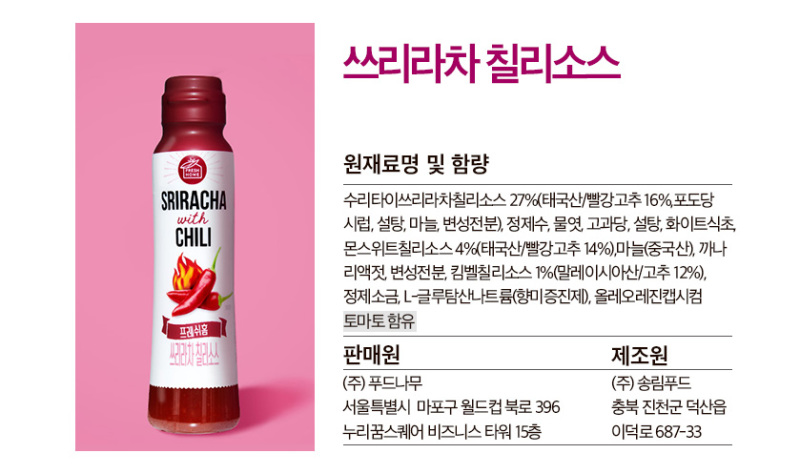 쓰리라차 칠리소스
FRESH
HOME
SRIRACHA
with
CHILI
프레쉬홈
쓰리라차 칠리소스
원재료명 및 함량
수리타이쓰리라차칠리소스 27%(태국산/빨강고추 16%,포도당
시럽, 설탕, 마늘, 변성전분), 정제수, 물엿, 고과당, 설탕, 화이트식초,
몬스위트칠리소스 4%(태국산/빨강고추 14%),마늘(중국산), 까나
리액젓, 변성전분, 킴벨칠리소스 1%(말레이시아산/고추 12%),
정제소금, L-글루탐산나트륨(향미증진제), 올레오레진캡시컴
토마토 함유
판매원
(주) 푸드나무
서울특별시 마포구 월드컵 북로 396
누리꿈스퀘어 비즈니스 타워 15층
제조원
(주) 송림푸드
충북 진천군 덕산읍
이덕로 687-33